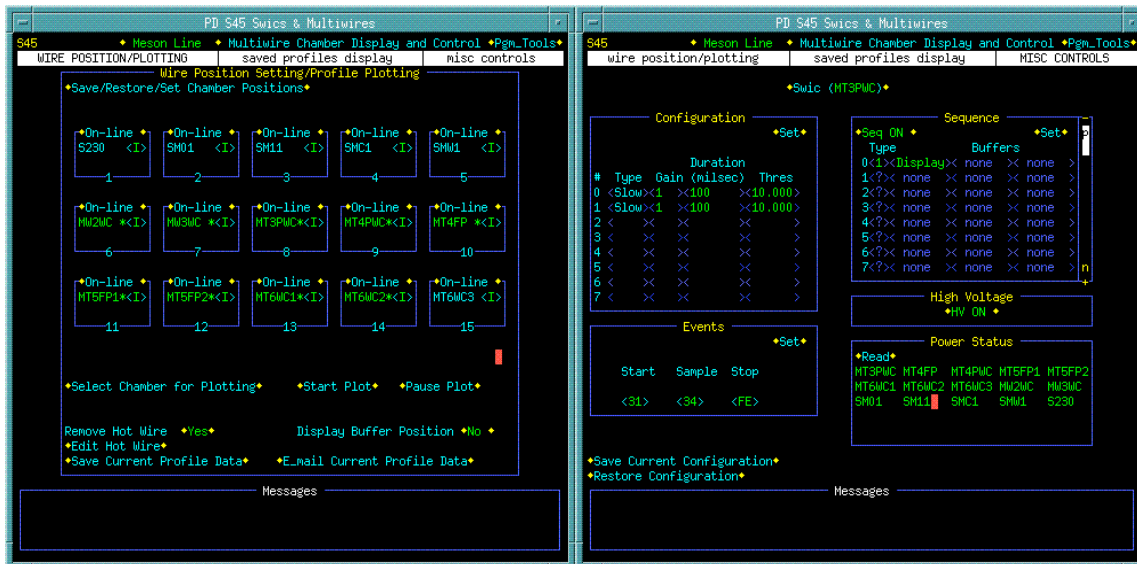 PD S45 Swics & Multiwires
S45 ◆ Meson Line ◆ Multiwire Chamber Display and Control ◆Pgm_Tools◆
WIRE POSITION/PLOTTING saved profiles display misc controls
Wire Position Setting/Profile Plotting
◆Save/Restore/Set Chamber Positions◆
◆On-line ◆ ◆On-line ◆ ◆On-line ◆ ◆On-line ◆ ◆On-line ◆
S230 <I> SM01 <I> SM11 <I> SMC1 <I> SMW1 <I>
1 2 3 4 5
◆On-line ◆ ◆On-line ◆ ◆On-line ◆ ◆On-line ◆ ◆On-line ◆
MW2WC *<I> MW3WC *<I> MT3PWC*<I> MT4PWC*<I> MT4FP *<I>
6 7 8 9 10
◆On-line ◆ ◆On-line ◆ ◆On-line ◆ ◆On-line ◆ ◆On-line ◆
MT5FP1*<I> MT5FP2*<I> MT6WC1*<I> MT6WC2*<I> MT6WC3 <I>
11 12 13 14 15
◆Select Chamber for Plotting◆ ◆Start Plot◆ ◆Pause Plot◆
Remove Hot Wire ◆Yes◆ Display Buffer Position ◆No ◆
◆Edit Hot Wire◆
◆Save Current Profile Data◆ ◆E_mail Current Profile Data◆
Messages
PD S45 Swics & Multiwires
S45 ◆ Meson Line ◆ Multiwire Chamber Display and Control ◆Pgm_Tools◆
wire position/plotting saved profiles display MISC CONTROLS
◆Swic (MT3PWC)◆
Configuration
◆Set◆
Duration
# Type Gain (milsec) Thres
0 <Slow><1 ><100 ><10.000>
1 <Slow><1 ><100 ><10.000>
2 < >< >< >< >
3 < >< >< >< >
4 < >< >< >< >
5 < >< >< >< >
6 < >< >< >< >
7 < >< >< >< >
Events
◆Set◆
Start Sample Stop
<31> <34> <FE>
Sequence
◆Seq ON ◆ ◆Set◆
Type Buffers
0<1><Display>< none >< none >
1<?>< none >< none >< none >
2<?>< none >< none >< none >
3<?>< none >< none >< none >
4<?>< none >< none >< none >
5<?>< none >< none >< none >
6<?>< none >< none >< none >
7<?>< none >< none >< none >
- p n +
High Voltage
◆HV ON ◆
Power Status
◆Read◆
MT3PWC MT4FP MT4PWC MT5FP1 MT5FP2
MT6WC1 MT6WC2 MT6WC3 MW2WC MW3WC
SM01 SM11 SMC1 SMW1 S230
◆Save Current Configuration◆
◆Restore Configuration◆
Messages